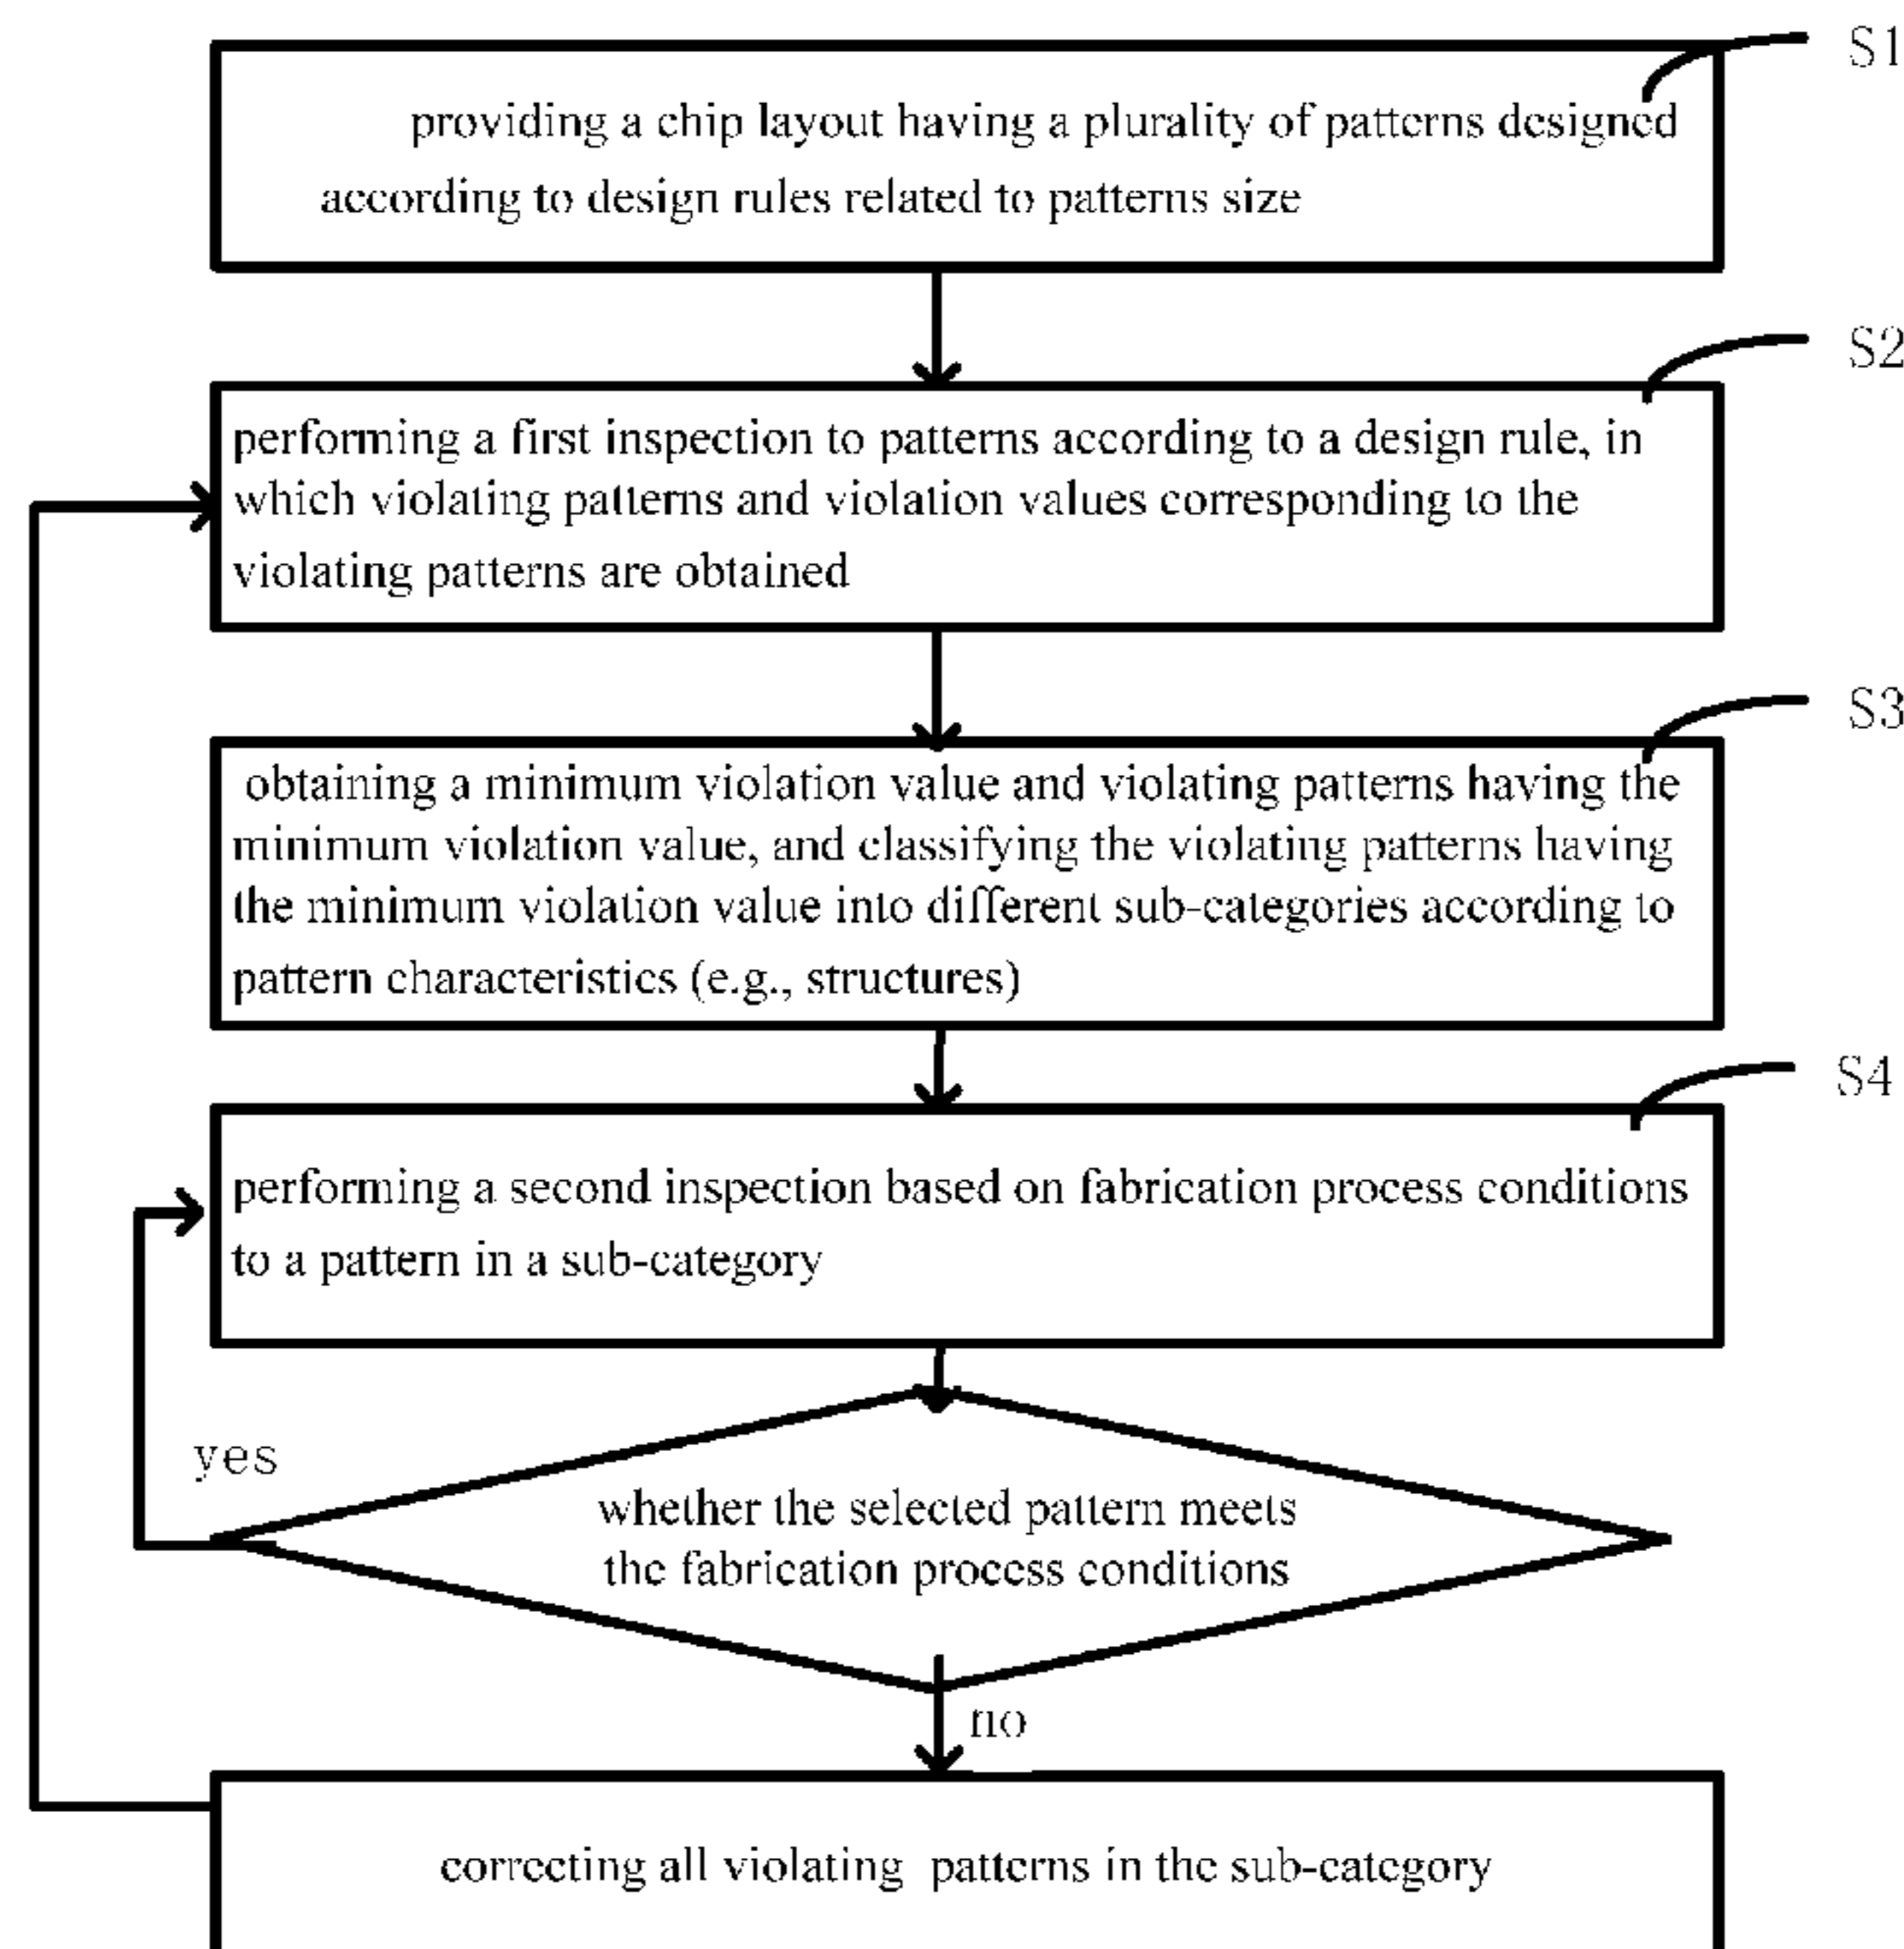 S1
providing a chip layout having a plurality of patterns designed
according to design rules related to patterns size
S2
performing a first inspection to patterns according to a design rule, in
which violating patterns and violation values corresponding to the
violating patterns are obtained
S3
obtaining a minimum violation value and violating patterns having the
minimum violation value, and classifying the violating patterns having
the minimum violation value into different sub-categories according to
pattern characteristics (e.g., structures)
S4
performing a second inspection based on fabrication process conditions
to a pattern in a sub-category
yes
whether the selected pattern meets
the fabrication process conditions
no
correcting all violating patterns in the sub-category